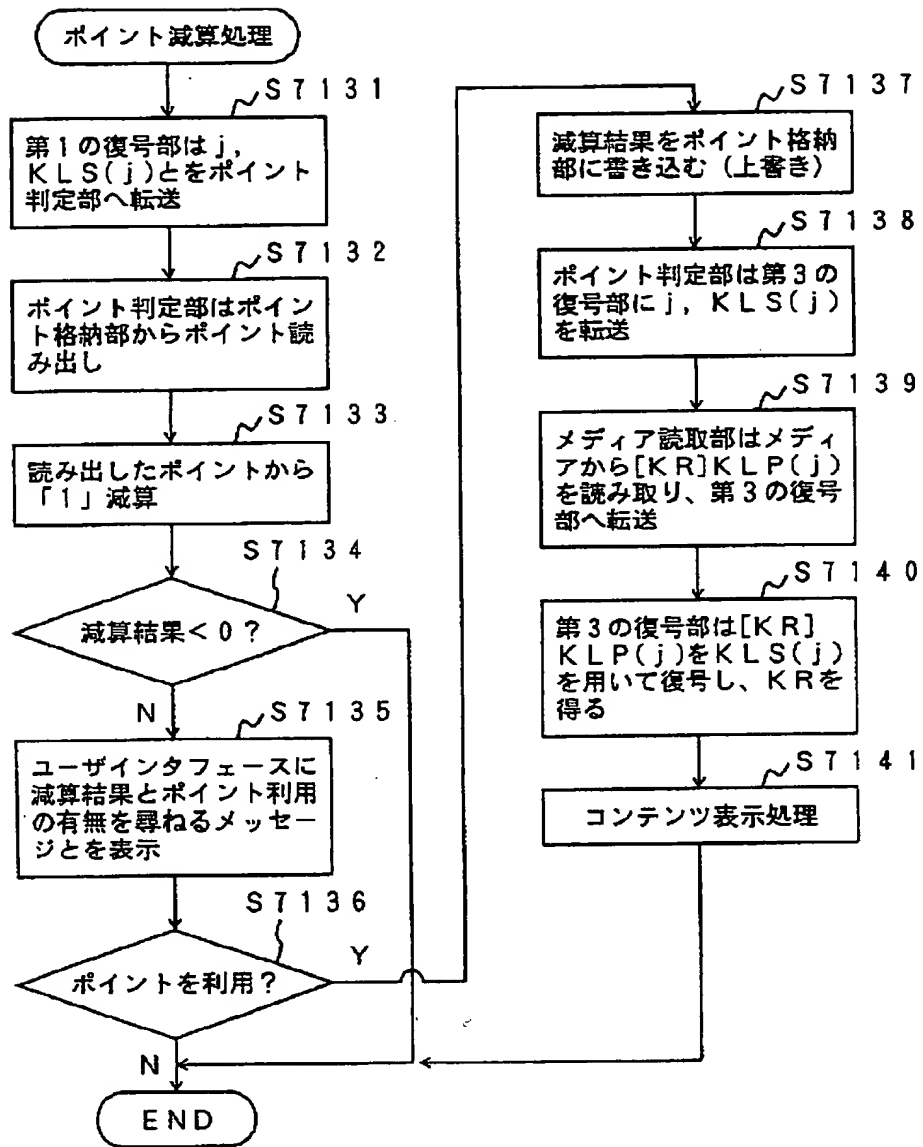 ポイント減算処理
S7131
第1の復号部はj,
KLS(j)とをポイント
判定部へ転送
S7132
ポイント判定部はポイン
ト格納部からポイント読
み出し
S7133
読み出したポイントから
「1」減算
S7134
減算結果<0?
Y
N
S7135
ユーザインタフェースに
減算結果とポイント利用
の有無を尋ねるメッセー
ジとを表示
S7136
ポイントを利用?
Y
N
END
S7137
減算結果をポイント格納
部に書き込む(上書き)
S7138
ポイント判定部は第3の
復号部にj,KLS(j)
を転送
S7139
メディア読取部はメディ
アから[KR]KLP(j)
を読み取り、第3の復号
部へ転送
S7140
第3の復号部は[KR]
KLP(j)をKLS(j)
を用いて復号し、KRを
得る
S7141
コンテンツ表示処理